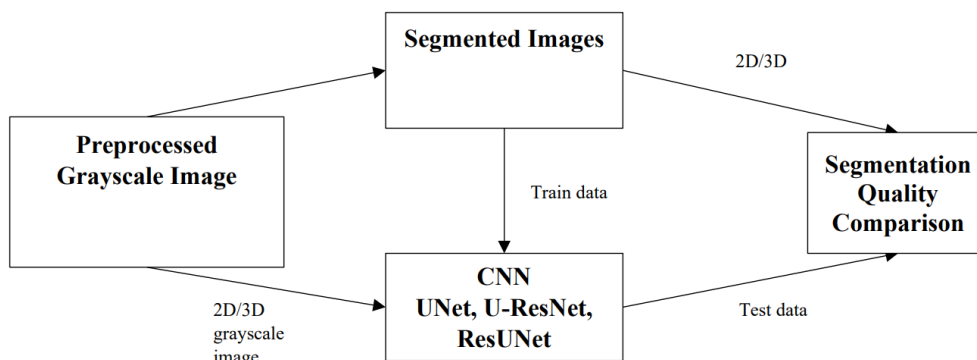 Segmented Images
2D/3D
Preprocessed
Grayscale Image
Segmentation
Quality
Comparison
Train data
CNN
UNet, U-ResNet,
ResUNet
2D/3D
grayscale
image
Test data